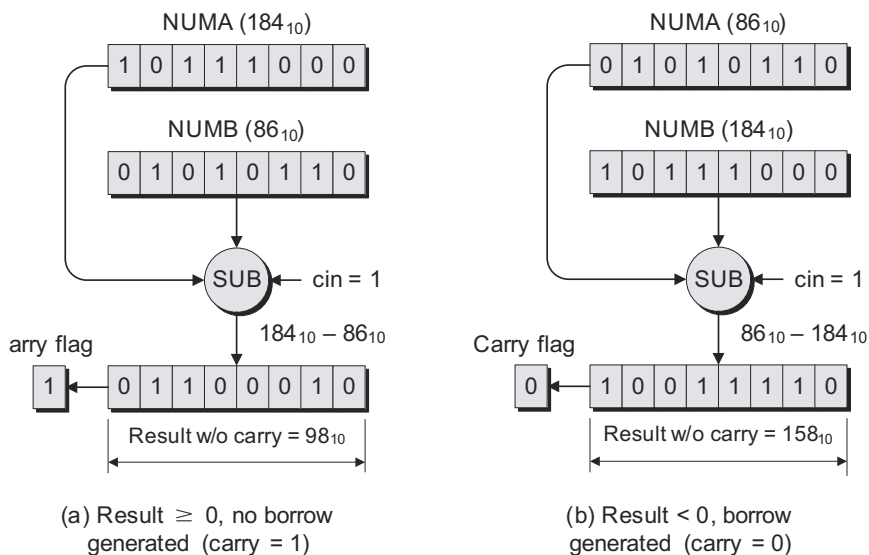 NUMA (184₁₀)
1 0 1 1 1 0 0 0
NUMB (86₁₀)
0 1 0 1 0 1 1 0
SUB
cin = 1
184₁₀ – 86₁₀
arry flag
1
0 1 1 0 0 0 1 0
Result w/o carry = 98₁₀
(a) Result ≥ 0, no borrow
generated (carry = 1)
NUMA (86₁₀)
0 1 0 1 0 1 1 0
NUMB (184₁₀)
1 0 1 1 1 0 0 0
SUB
cin = 1
86₁₀ – 184₁₀
Carry flag
0
1 0 0 1 1 1 1 0
Result w/o carry = 158₁₀
(b) Result < 0, borrow
generated (carry = 0)